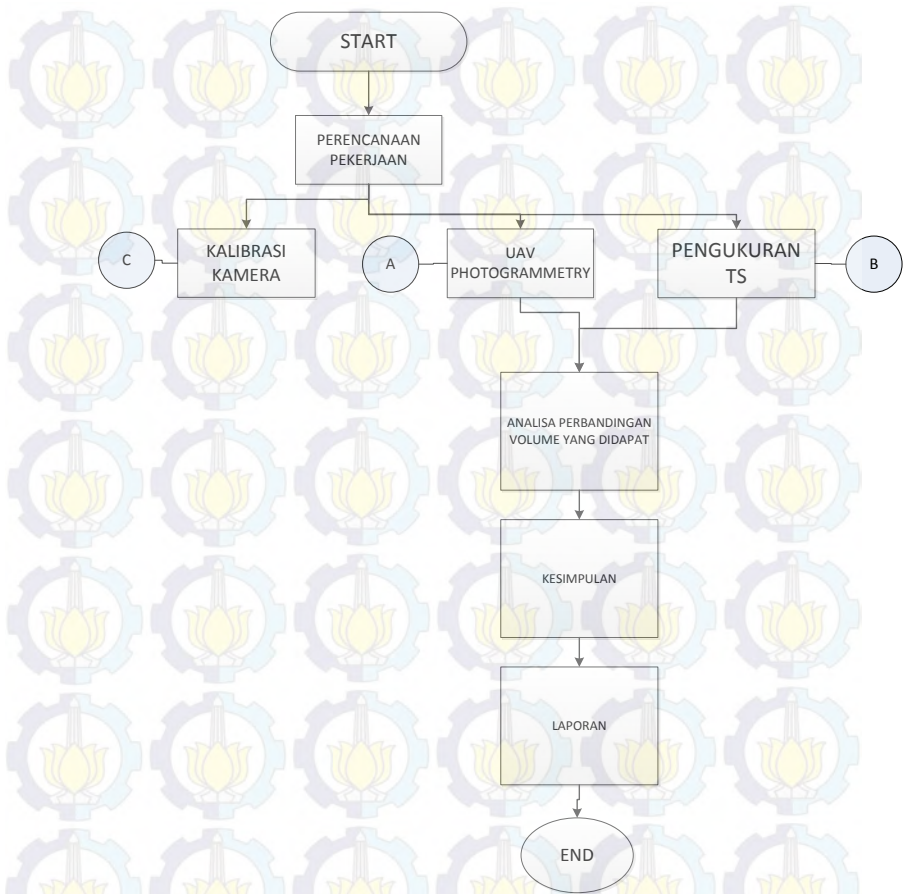 START
PERENCANAAN
PEKERJAAN
C
KALIBRASI
KAMERA
A
UAV
PHOTOGRAMMETRY
PENGUKURAN
TS
B
ANALISA PERBANDINGAN
VOLUME YANG DIDAPAT
KESIMPULAN
LAPORAN
END